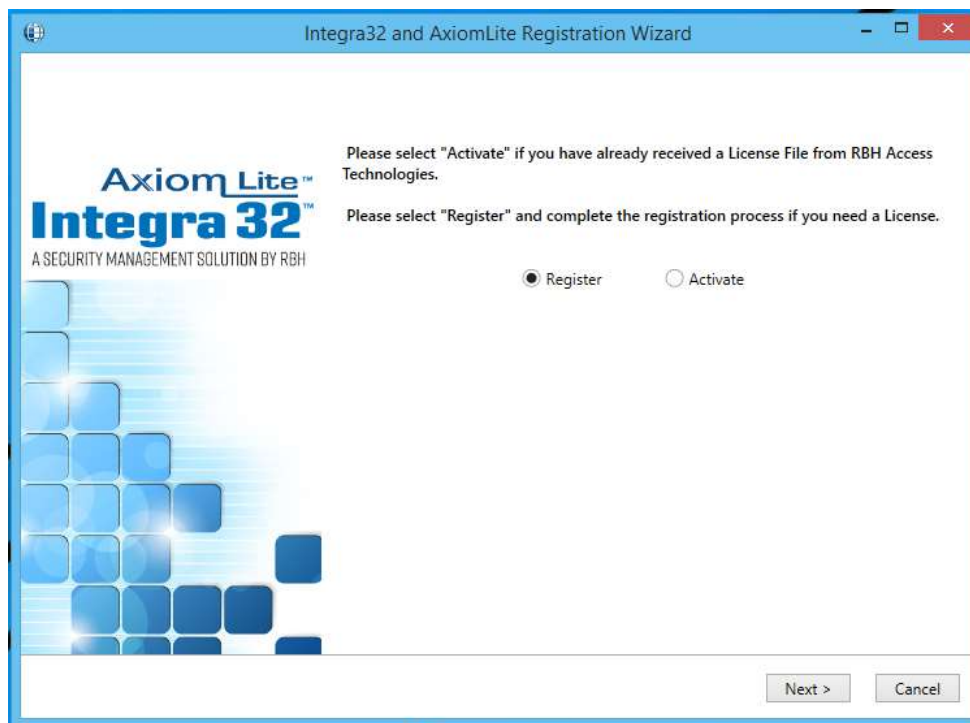 Integra32 and AxiomLite Registration Wizard
Axiom Lite™
Integra 32™
A SECURITY MANAGEMENT SOLUTION BY RBH
Please select "Activate" if you have already received a License File from RBH Access
Technologies.
Please select "Register" and complete the registration process if you need a License.
Register Activate
Next > Cancel